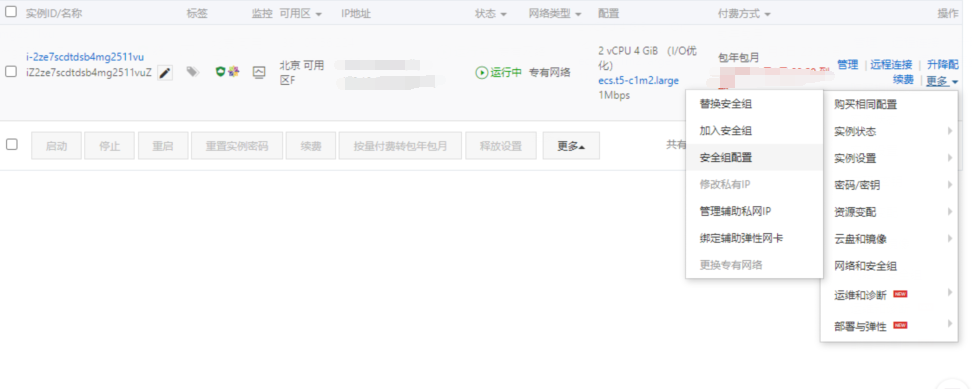 实例ID/名称 标签 监控 可用区 IP地址 状态 网络类型 配置 付费方式 操作
i-2ze7scdtdsb4mg2511vu
iZ2ze7scdtdsb4mg2511vuZ
北京 可用
区F
运行中
专有网络
2 vCPU 4 GiB （I/O优
化）
ecs.t5-c1m2.large
1Mbps
包年包月
管理 | 远程连接 | 升降配
续费 | 更多
启动 停止 重启 重置实例密码 续费 按量付费转包年包月 释放设置 更多 共有
替换安全组
加入安全组
安全组配置
修改私有IP
管理辅助私网IP
绑定辅助弹性网卡
更换专有网络
购买相同配置
实例状态
实例设置
密码/密钥
资源变配
云盘和镜像
网络和安全组
运维和诊断 NEW
部署与弹性 NEW